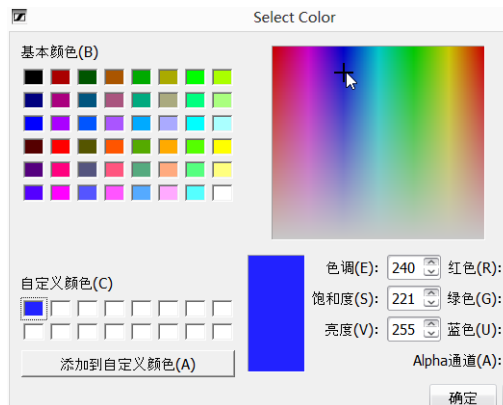 Select Color
基本颜色(B)
自定义颜色(C)
添加到自定义颜色(A)
色调(E): 240 红色(R):
饱和度(S): 221 绿色(G):
亮度(V): 255 蓝色(U):
Alpha通道(A):
确定